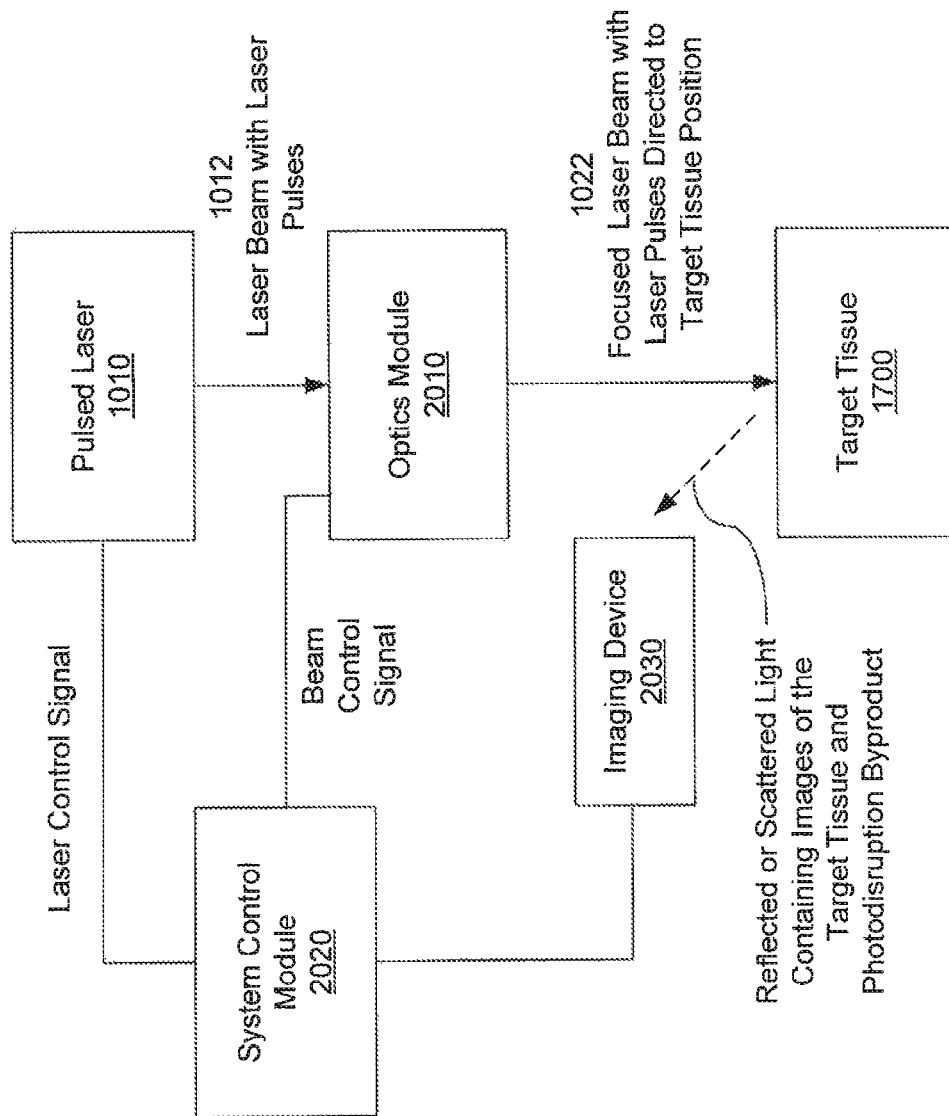 Pulsed Laser
1010
Laser Control Signal
1012
Laser Beam with Laser
Pulses
System Control
Module
2020
Beam
Control
Signal
Optics Module
2010
1022
Focused Laser Beam with
Laser Pulses Directed to
Target Tissue Position
Imaging Device
2030
Target Tissue
1700
Reflected or Scattered Light
Containing Images of the
Target Tissue and
Photodisruption Byproduct